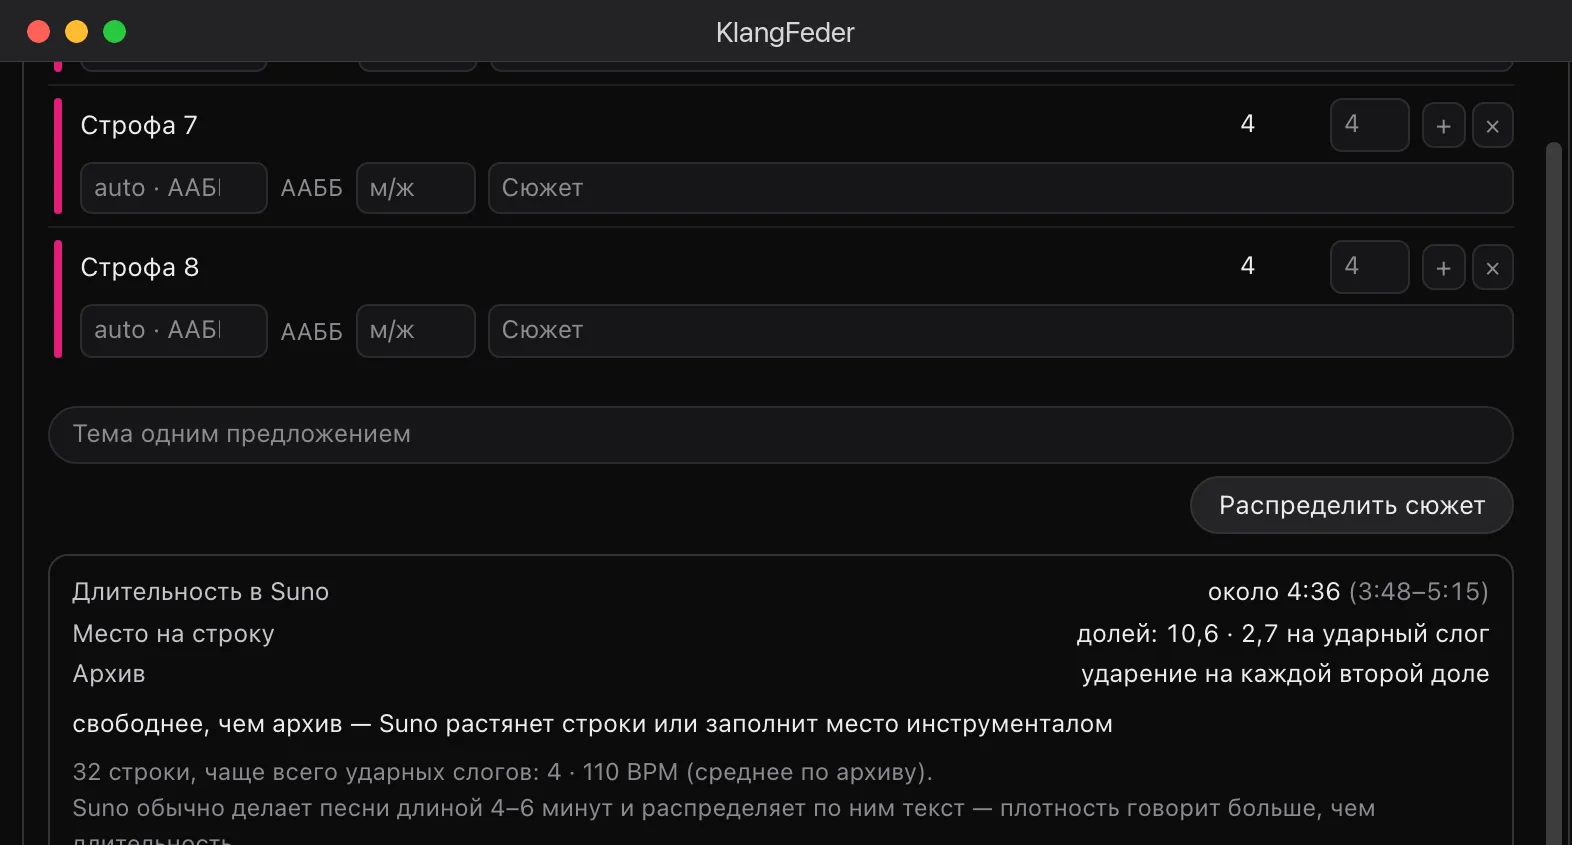 KlangFeder
Строфа 7 4 4 + ×
auto · ААБ ААББ м/ж Сюжет
Строфа 8 4 4 + ×
auto · ААБ ААББ м/ж Сюжет
Тема одним предложением
Распределить сюжет
Длительность в Suno около 4:36 (3:48–5:15)
Место на строку долей: 10,6 · 2,7 на ударный слог
Архив ударение на каждой второй доле
свободнее, чем архив — Suno растянет строки или заполнит место инструменталом
32 строки, чаще всего ударных слогов: 4 · 110 BPM (среднее по архиву).
Suno обычно делает песни длиной 4–6 минут и распределяет по ним текст — плотность говорит больше, чем
длительность.